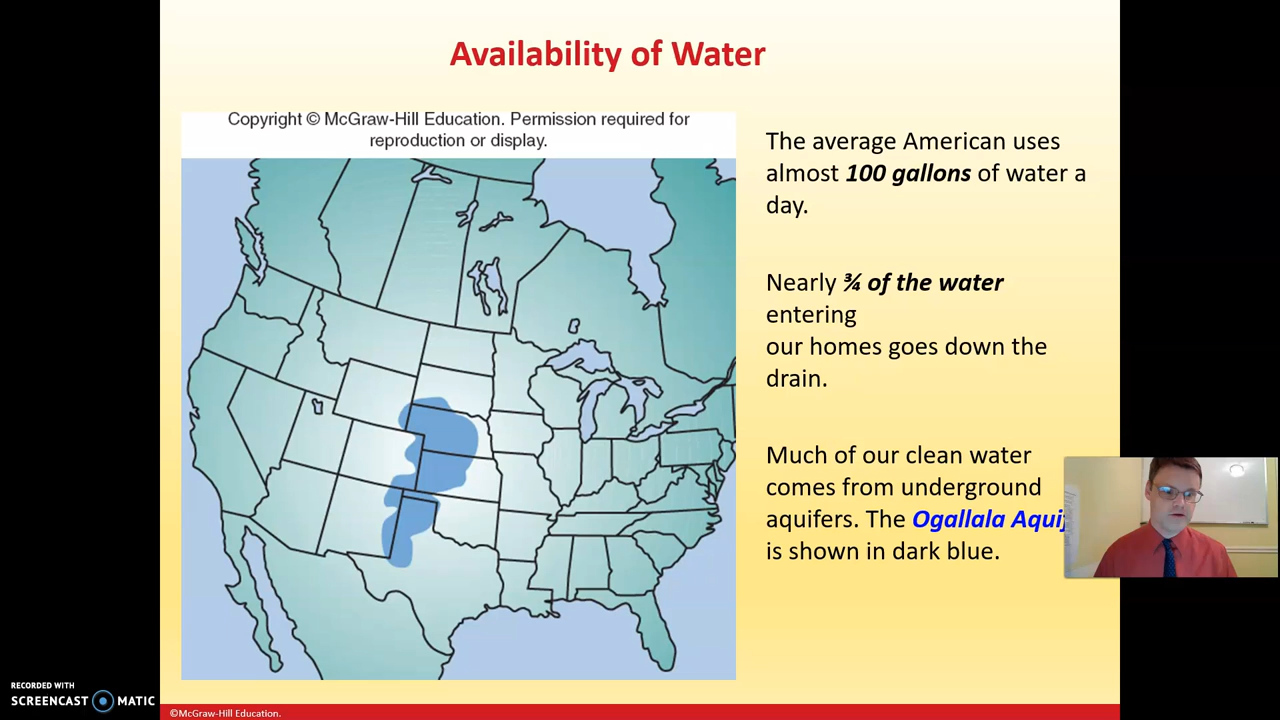 Availability of Water
Copyright © McGraw-Hill Education. Permission required for
reproduction or display.
The average American uses
almost 100 gallons of water a
day.
Nearly ¾ of the water
entering
our homes goes down the
drain.
Much of our clean water
comes from underground
aquifers. The Ogallala Aqui
is shown in dark blue.
RECORDED WITH
SCREENCAST MATIC
©McGraw-Hill Education.